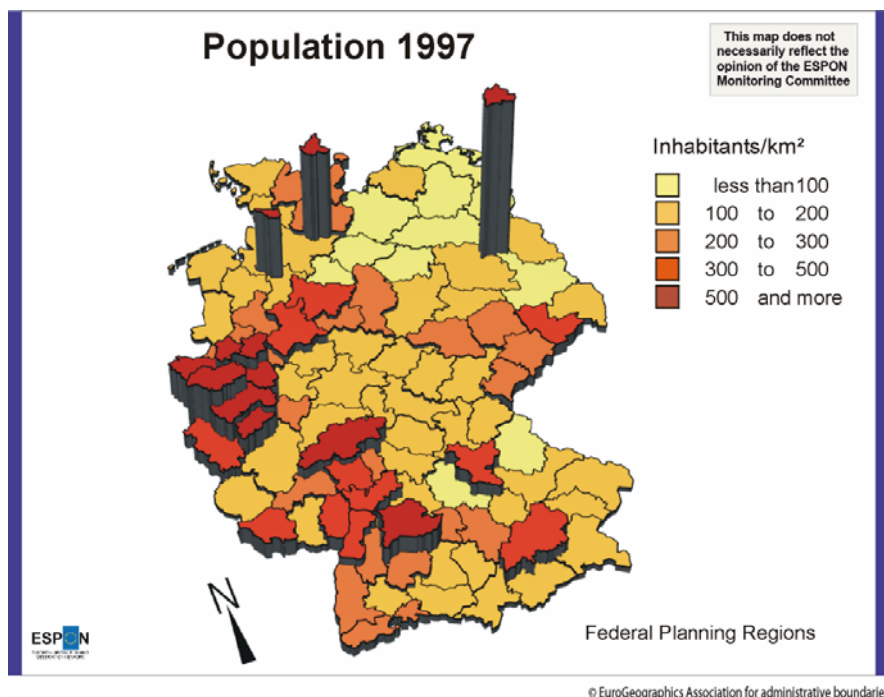 Population 1997
This map does not
necessarily reflect the
opinion of the ESPON
Monitoring Committee
Inhabitants/km²
less than 100
100 to 200
200 to 300
300 to 500
500 and more
N
ESPON
Federal Planning Regions
© EuroGeographics Association for administrative boundarie